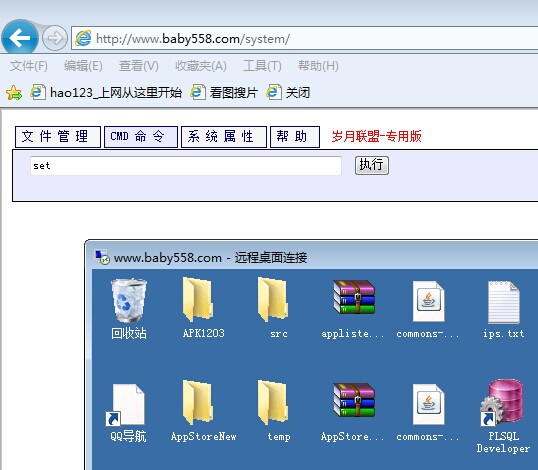 http://www.baby558.com/system/
文件(F) 编辑(E) 查看(V) 收藏夹(A) 工具(T) 帮助(H)
hao123_上网从这里开始 看图搜片 关闭
文件管理 CMD命令 系统属性 帮助 岁月联盟-专用版
set 执行
www.baby558.com - 远程桌面连接
回收站 APK1203 src appliste... commons-... ips.txt
QQ导航 AppStoreNew temp AppStore... commons-... PLSQL
Developer